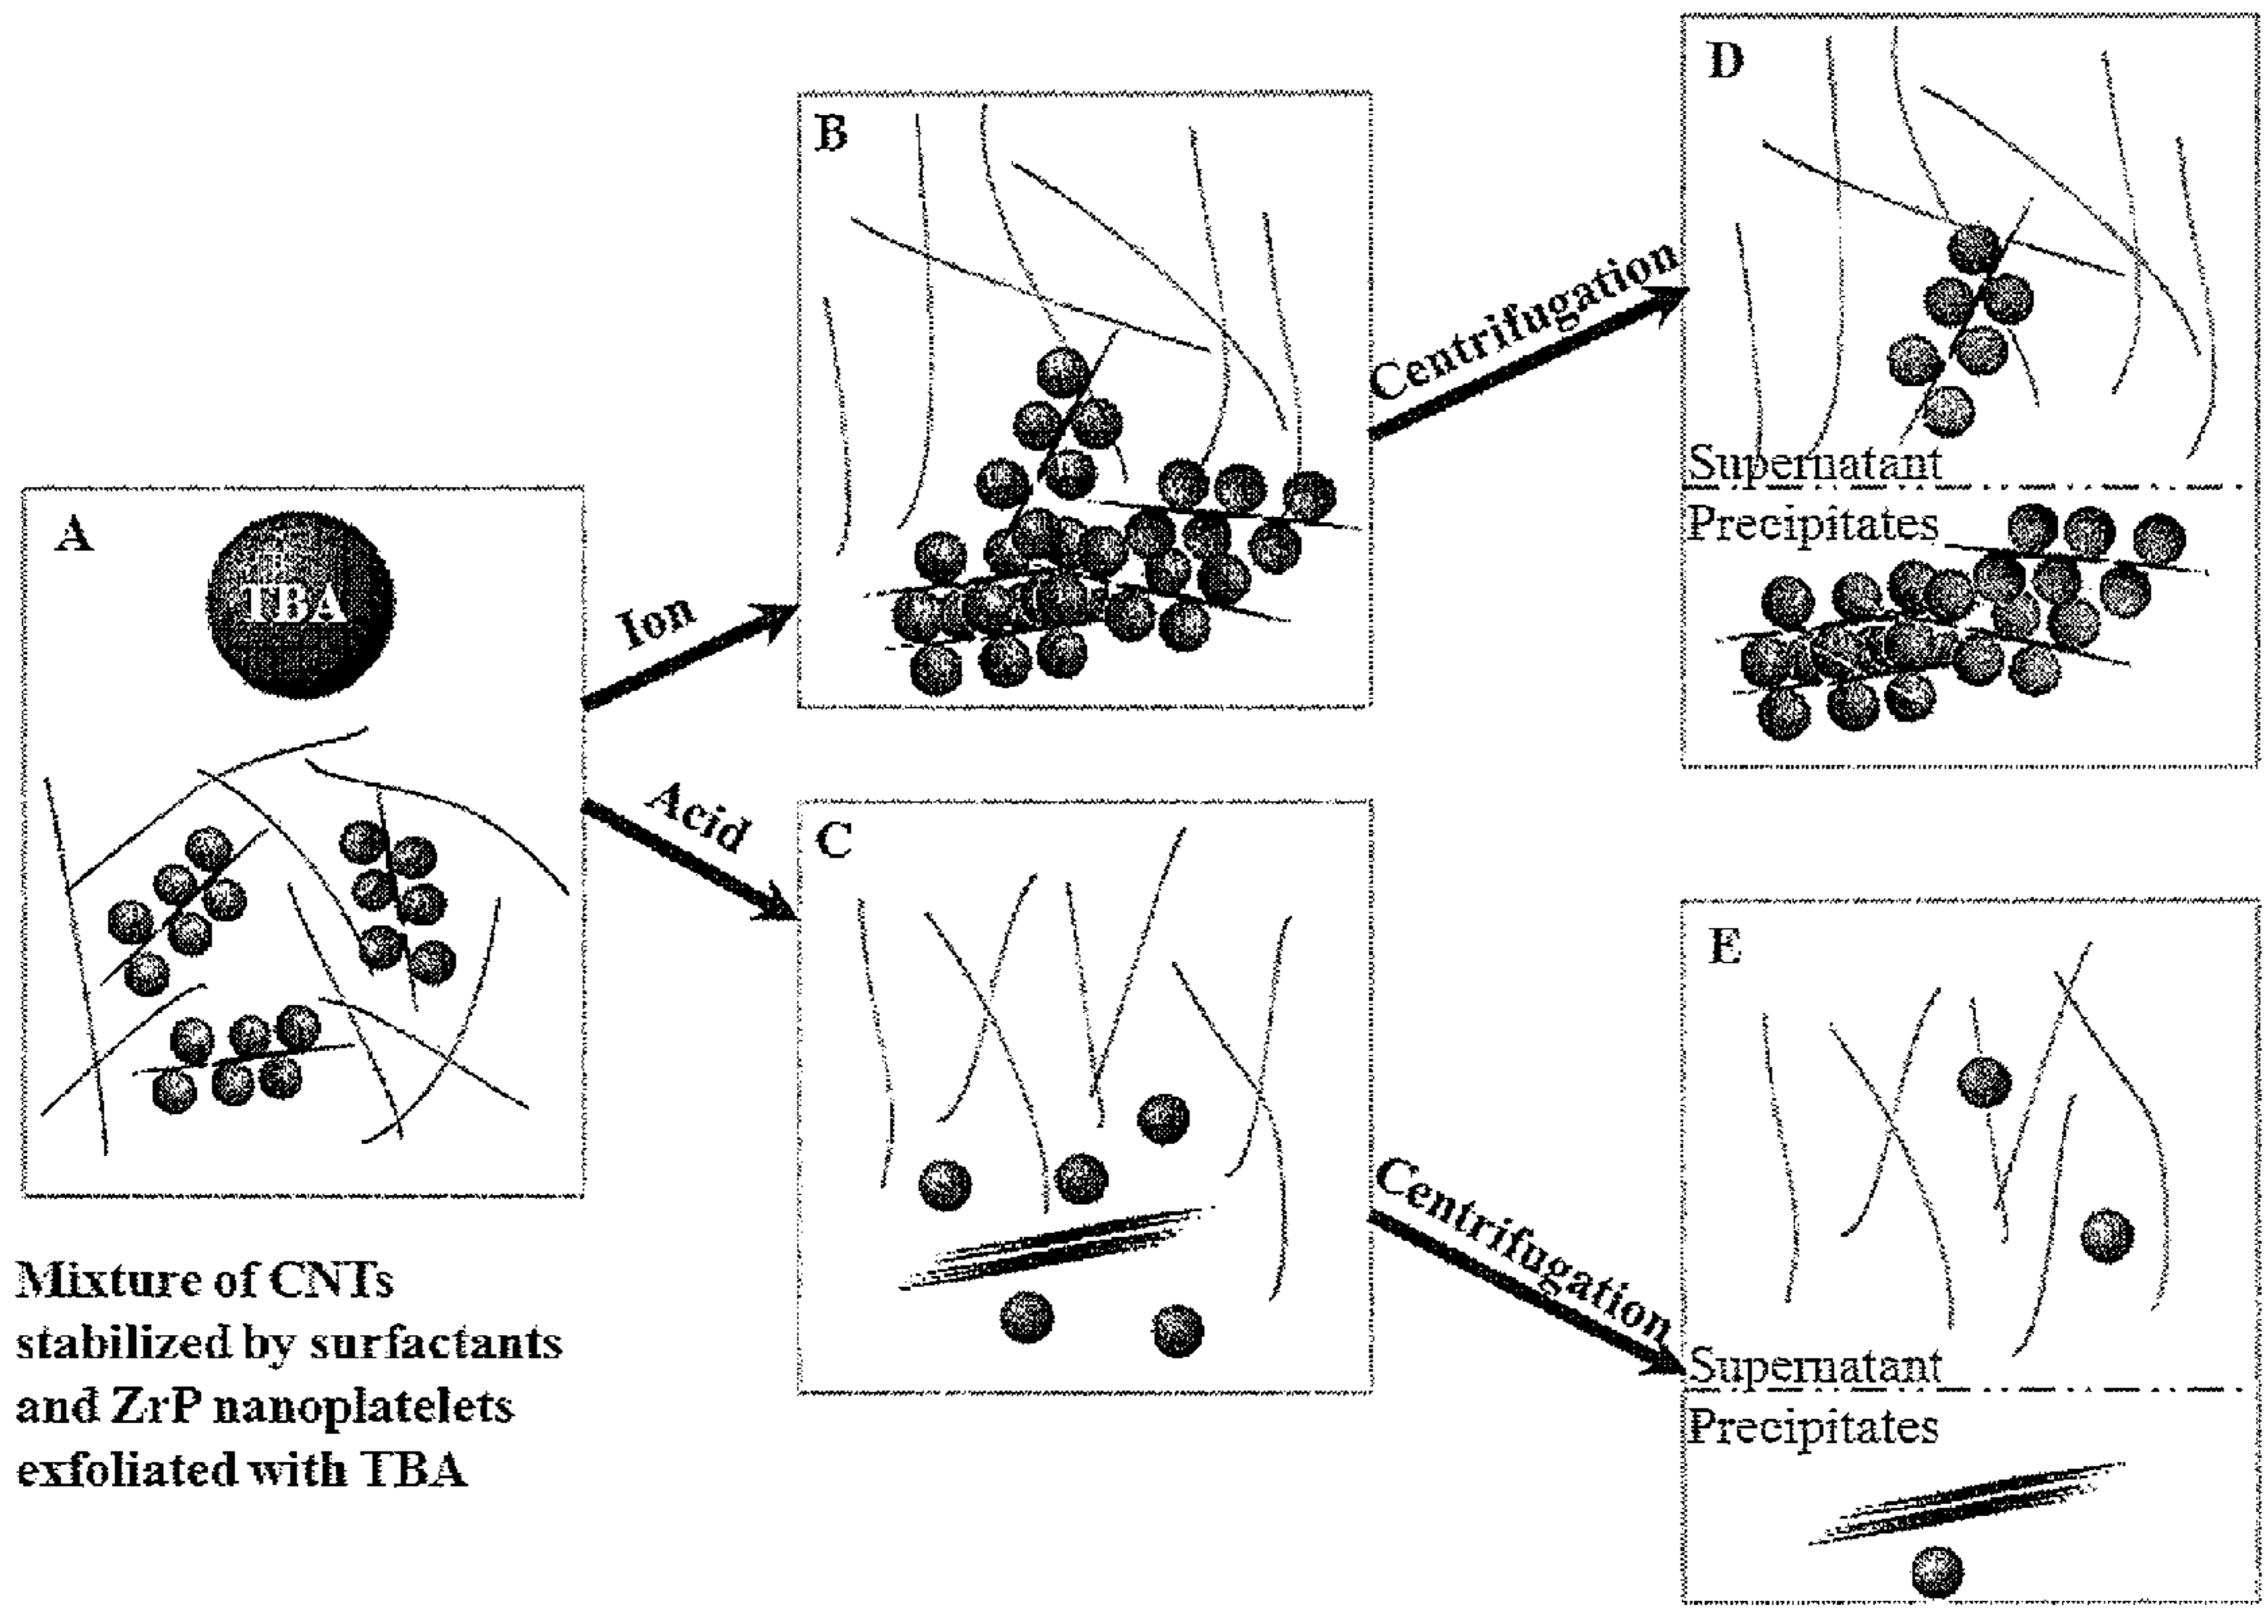 A
TBA
Mixture of CNTs
stabilized by surfactants
and ZrP nanoplatelets
exfoliated with TBA
Ion
Acid
B
C
Centrifugation
Centrifugation
D
Supernatant
Precipitates
E
Supernatant
Precipitates